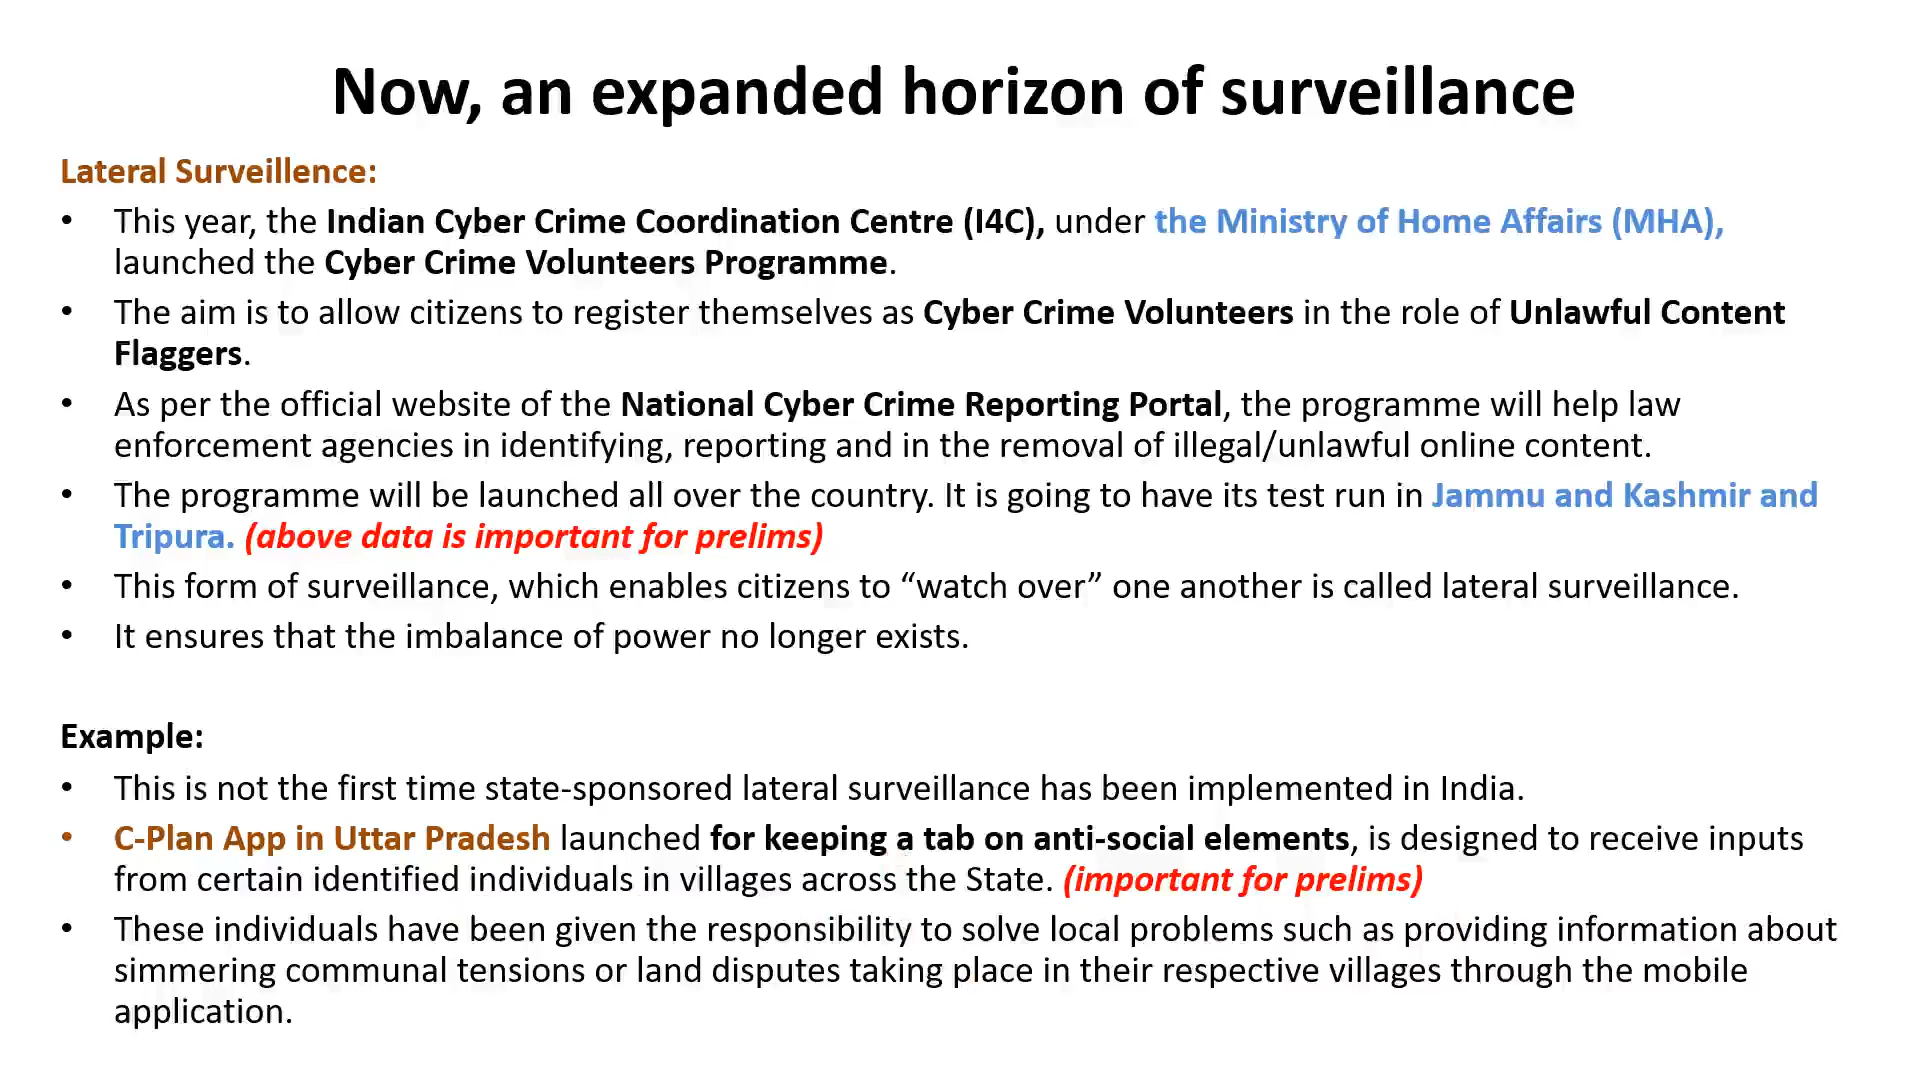 Now, an expanded horizon of surveillance
Lateral Surveillence:
• This year, the Indian Cyber Crime Coordination Centre (I4C), under the Ministry of Home Affairs (MHA),
launched the Cyber Crime Volunteers Programme.
• The aim is to allow citizens to register themselves as Cyber Crime Volunteers in the role of Unlawful Content
Flaggers.
• As per the official website of the National Cyber Crime Reporting Portal, the programme will help law
enforcement agencies in identifying, reporting and in the removal of illegal/unlawful online content.
• The programme will be launched all over the country. It is going to have its test run in Jammu and Kashmir and
Tripura. (above data is important for prelims)
• This form of surveillance, which enables citizens to “watch over” one another is called lateral surveillance.
• It ensures that the imbalance of power no longer exists.
Example:
• This is not the first time state-sponsored lateral surveillance has been implemented in India.
• C-Plan App in Uttar Pradesh launched for keeping a tab on anti-social elements, is designed to receive inputs
from certain identified individuals in villages across the State. (important for prelims)
• These individuals have been given the responsibility to solve local problems such as providing information about
simmering communal tensions or land disputes taking place in their respective villages through the mobile
application.